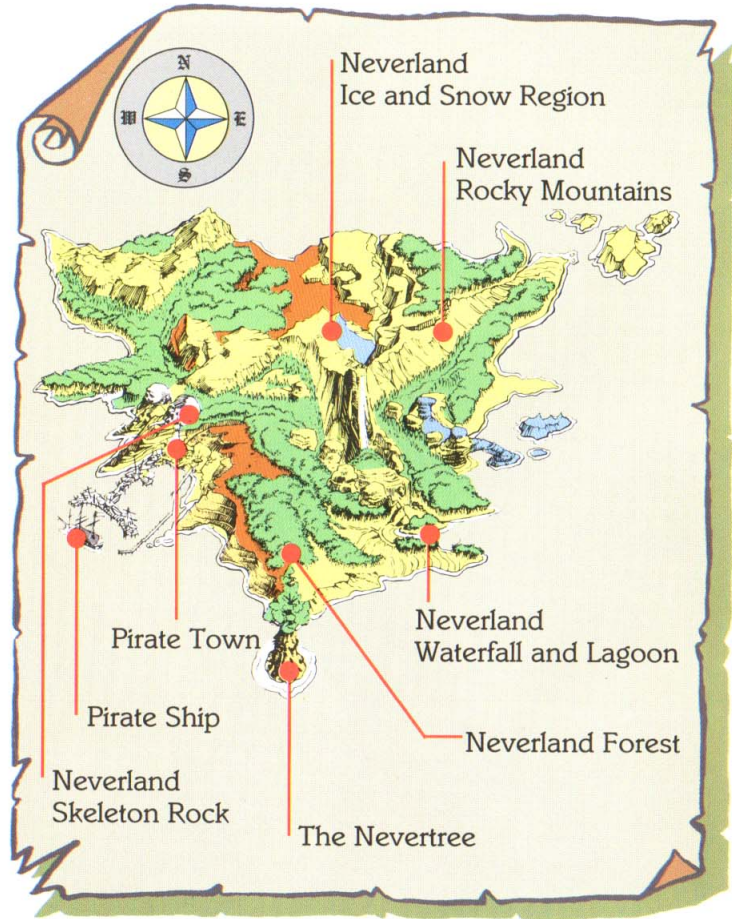 N
W
E
S
Neverland
Ice and Snow Region
Neverland
Rocky Mountains
Pirate Town
Neverland
Waterfall and Lagoon
Pirate Ship
Neverland Forest
Neverland
Skeleton Rock
The Nevertree